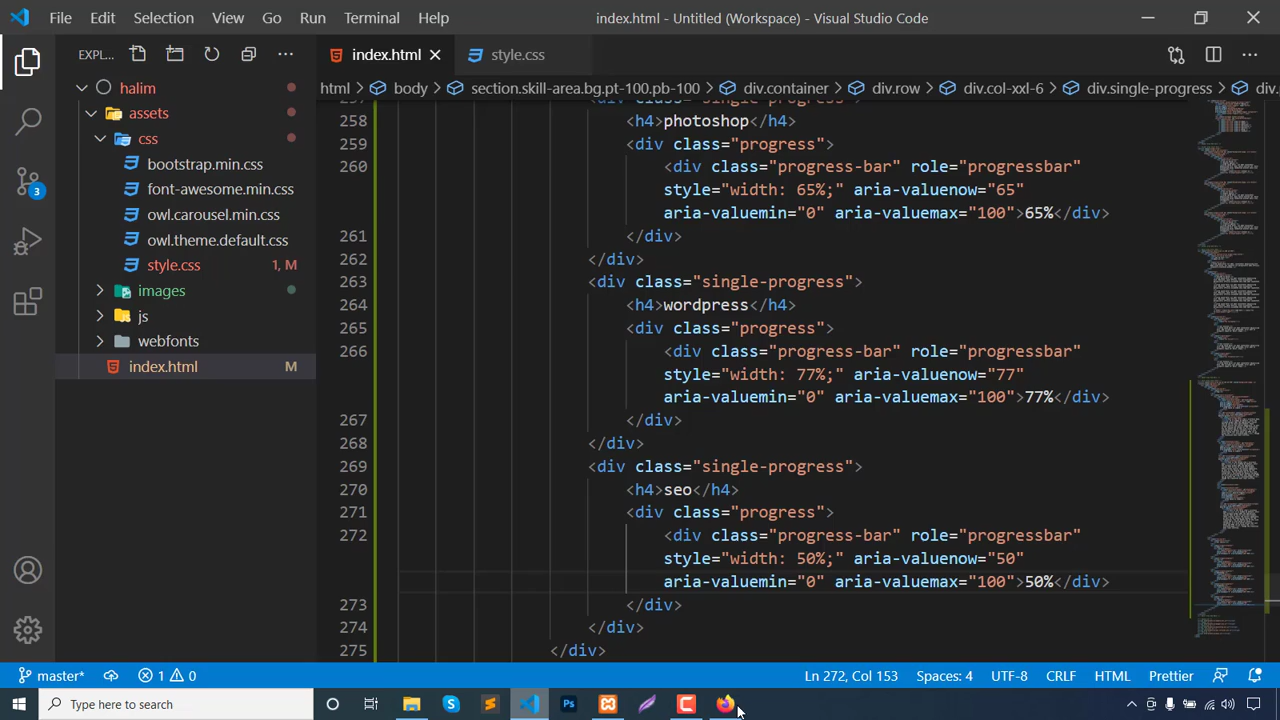 File Edit Selection View Go Run Terminal Help index.html - Untitled (Workspace) - Visual Studio Code
EXPL... index.html style.css
html body section.skill-area.bg.pt-100.pb-100 div.container div.row div.col-xxl-6 div.single-progress div.
halim
assets
css
bootstrap.min.css
font-awesome.min.css
owl.carousel.min.css
owl.theme.default.css
style.css 1, M
images
js
webfonts
index.html M
3
257 <div class="single-progress">
258 <h4>photoshop</h4>
259 <div class="progress">
260 <div class="progress-bar" role="progressbar"
style="width: 65%;" aria-valuenow="65"
aria-valuemin="0" aria-valuemax="100">65%</div>
261 </div>
262 </div>
263 <div class="single-progress">
264 <h4>wordpress</h4>
265 <div class="progress">
266 <div class="progress-bar" role="progressbar"
style="width: 77%;" aria-valuenow="77"
aria-valuemin="0" aria-valuemax="100">77%</div>
267 </div>
268 </div>
269 <div class="single-progress">
270 <h4>seo</h4>
271 <div class="progress">
272 <div class="progress-bar" role="progressbar"
style="width: 50%;" aria-valuenow="50"
aria-valuemin="0" aria-valuemax="100">50%</div>
273 </div>
274 </div>
275 </div>
master* 1 0 Ln 272, Col 153 Spaces: 4 UTF-8 CRLF HTML Prettier
Type here to search